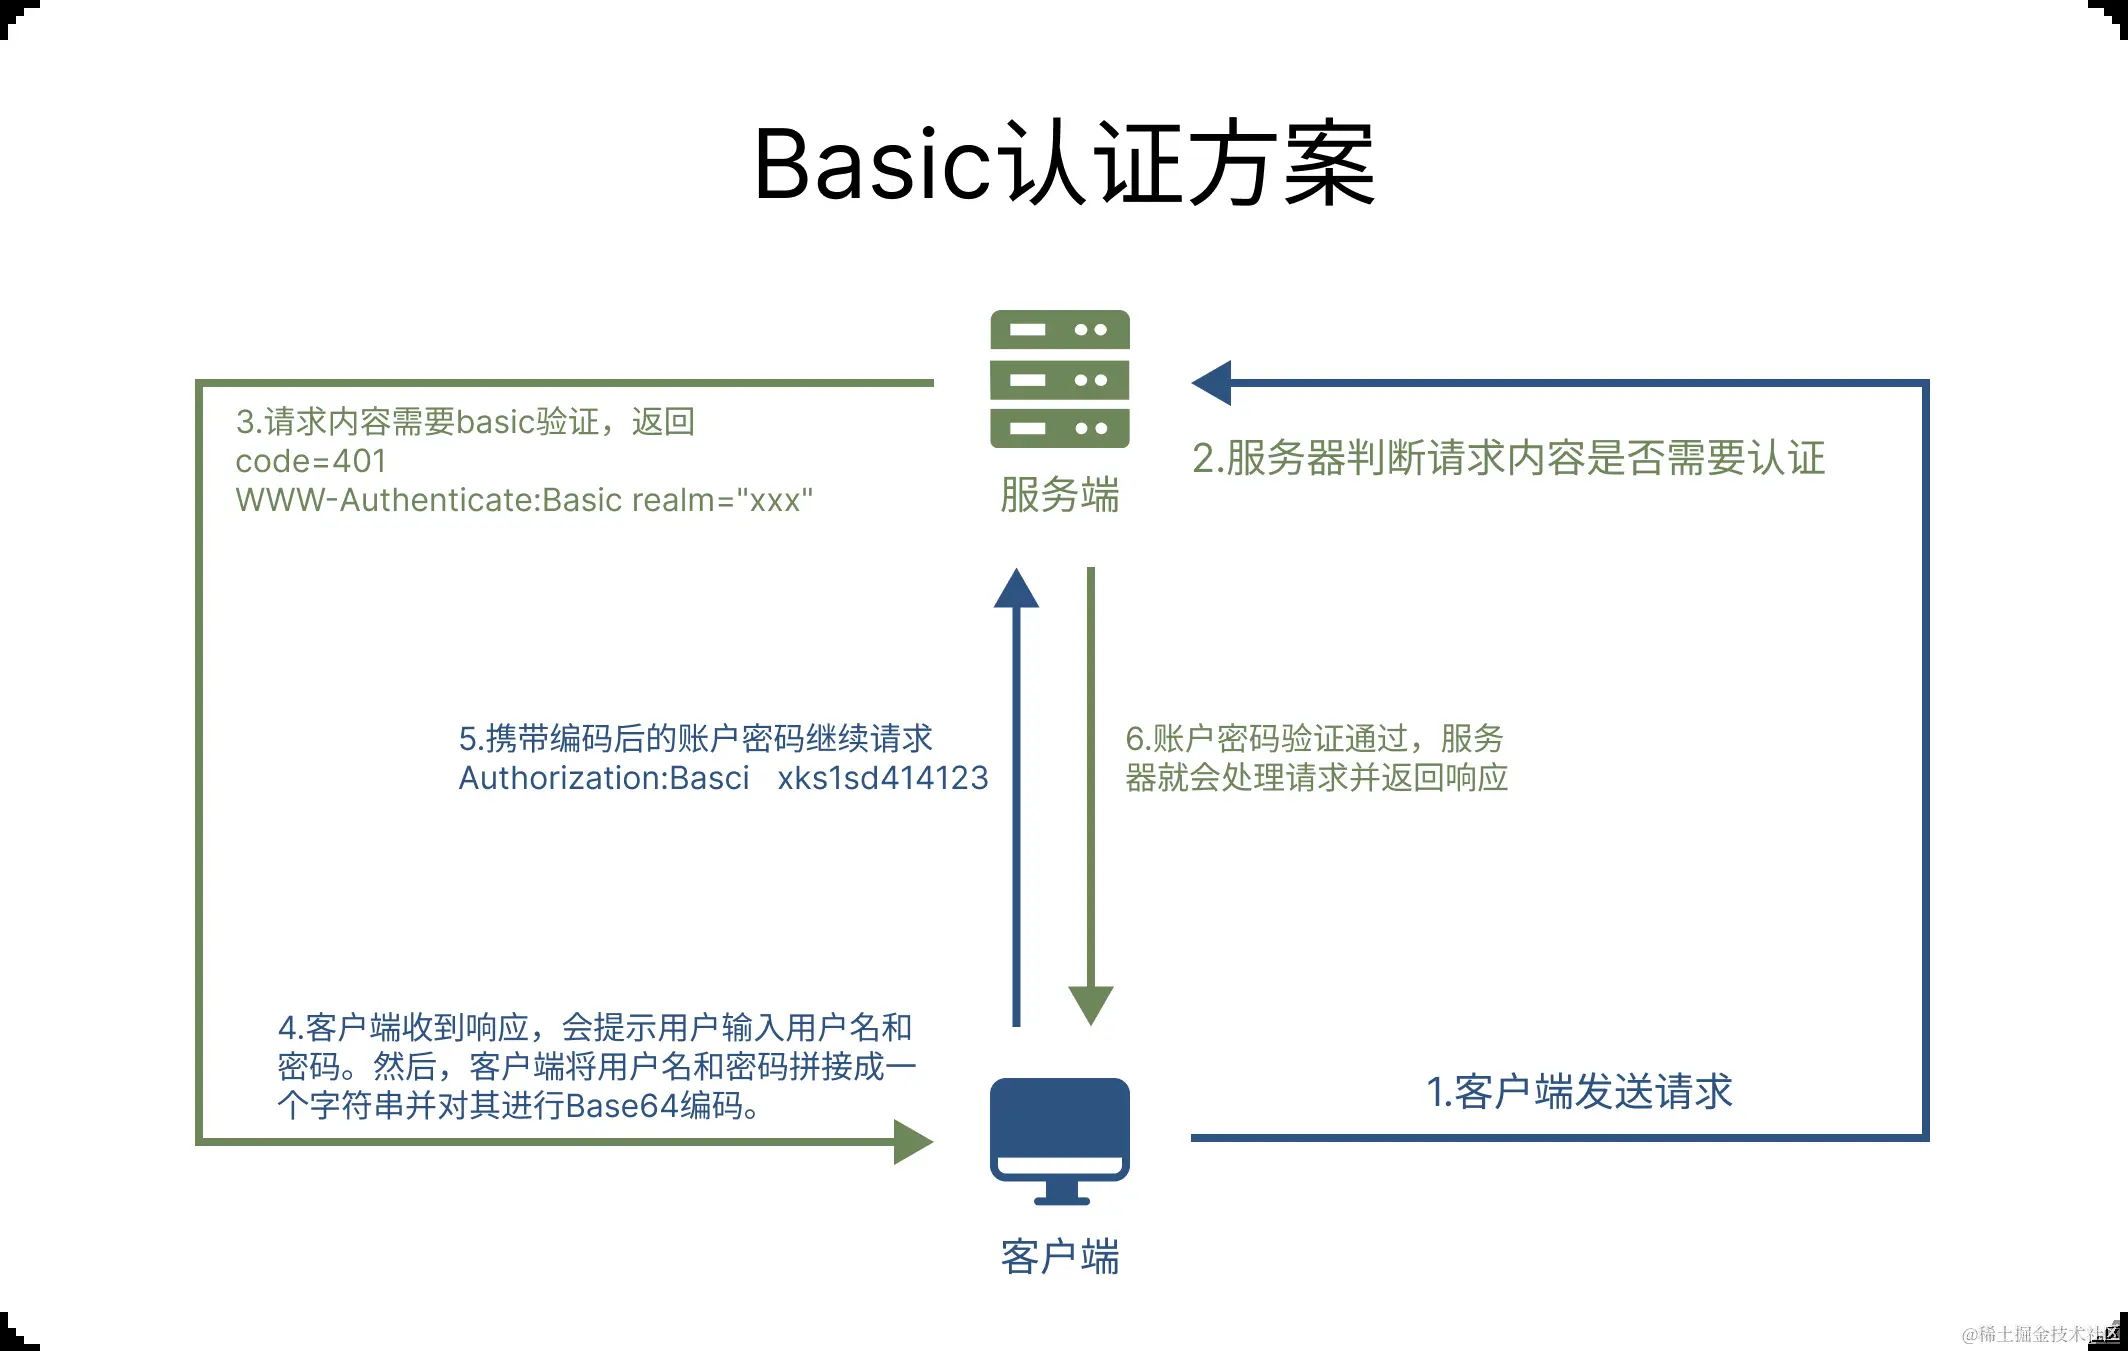 Basic认证方案
服务端
3.请求内容需要basic验证，返回
code=401
WWW-Authenticate:Basic realm="xxx"
2.服务器判断请求内容是否需要认证
5.携带编码后的账户密码继续请求
Authorization:Basci xks1sd414123
6.账户密码验证通过，服务
器就会处理请求并返回响应
4.客户端收到响应，会提示用户输入用户名和
密码。然后，客户端将用户名和密码拼接成一
个字符串并对其进行Base64编码。
1.客户端发送请求
客户端
@稀土掘金技术社区